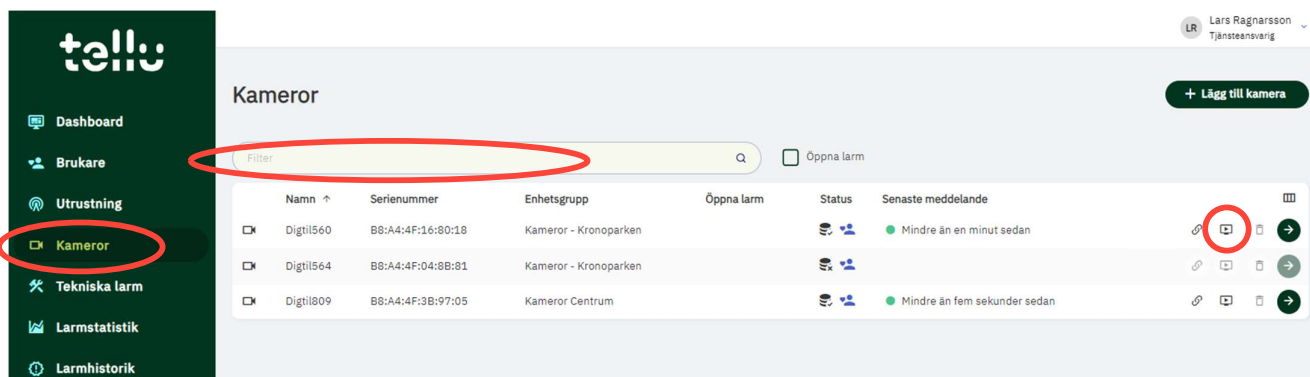 tellu
LR Lars Ragnarsson
Tjänsteansvarig
Kameror
+ Lägg till kamera
Dashboard
Brukare
Utrustning
Kameror
Tekniska larm
Larmstatistik
Larmhistorik
Filter
Öppna larm
Namn ↑ Serienummer Enhetsgrupp Öppna larm Status Senaste meddelande
Digtil560 B8:A4:4F:16:80:18 Kameror - Kronoparken Mindre än en minut sedan
Digtil564 B8:A4:4F:04:8B:81 Kameror - Kronoparken
Digtil809 B8:A4:4F:3B:97:05 Kameror Centrum Mindre än fem sekunder sedan